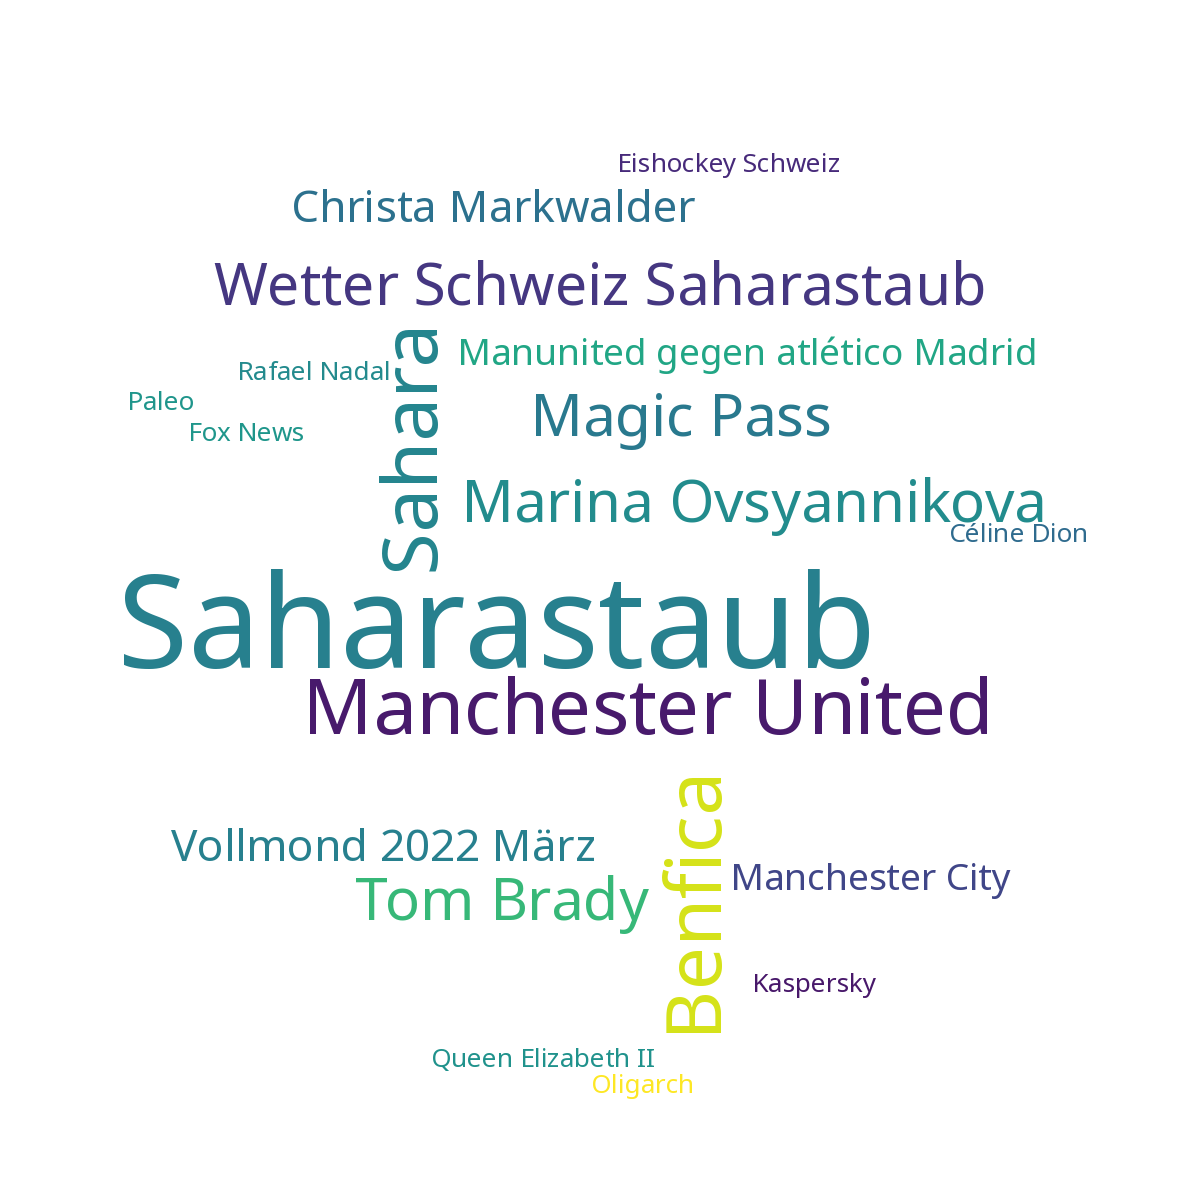 Eishockey Schweiz
Christa Markwalder
Wetter Schweiz Saharastaub
Sahara
Manunited gegen atlético Madrid
Rafael Nadal
Paleo
Magic Pass
Fox News
Marina Ovsyannikova
Céline Dion
Saharastaub
Manchester United
Benfica
Vollmond 2022 März
Manchester City
Tom Brady
Kaspersky
Queen Elizabeth II
Oligarch